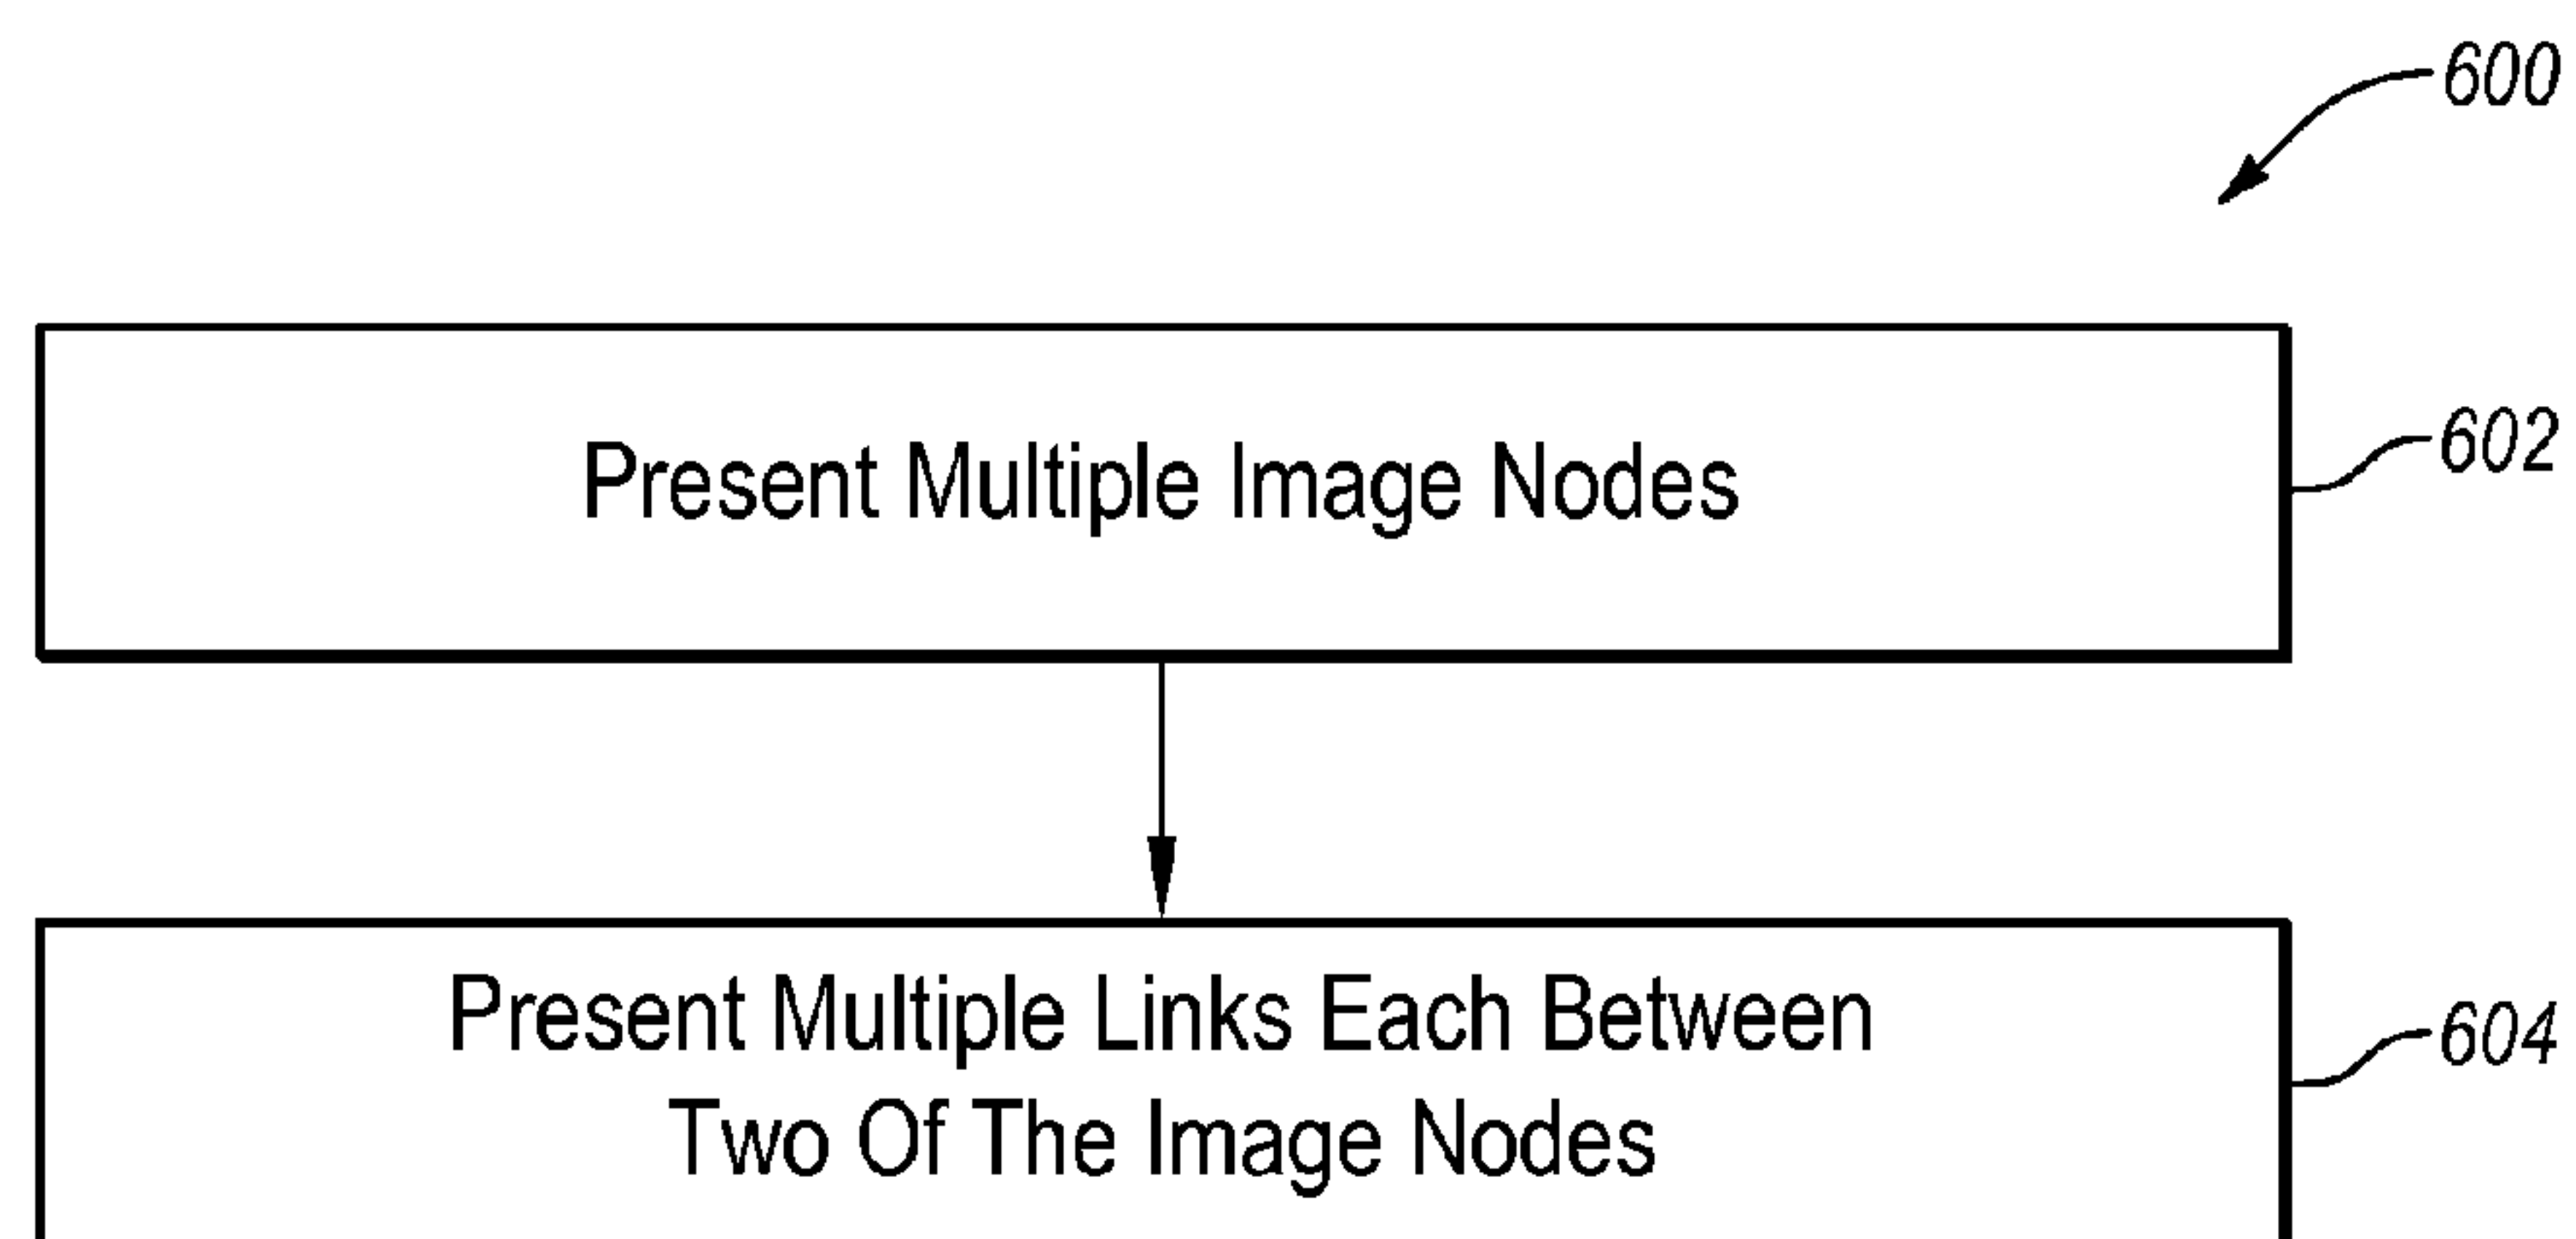 600
Present Multiple Image Nodes
602
Present Multiple Links Each Between
Two Of The Image Nodes
604